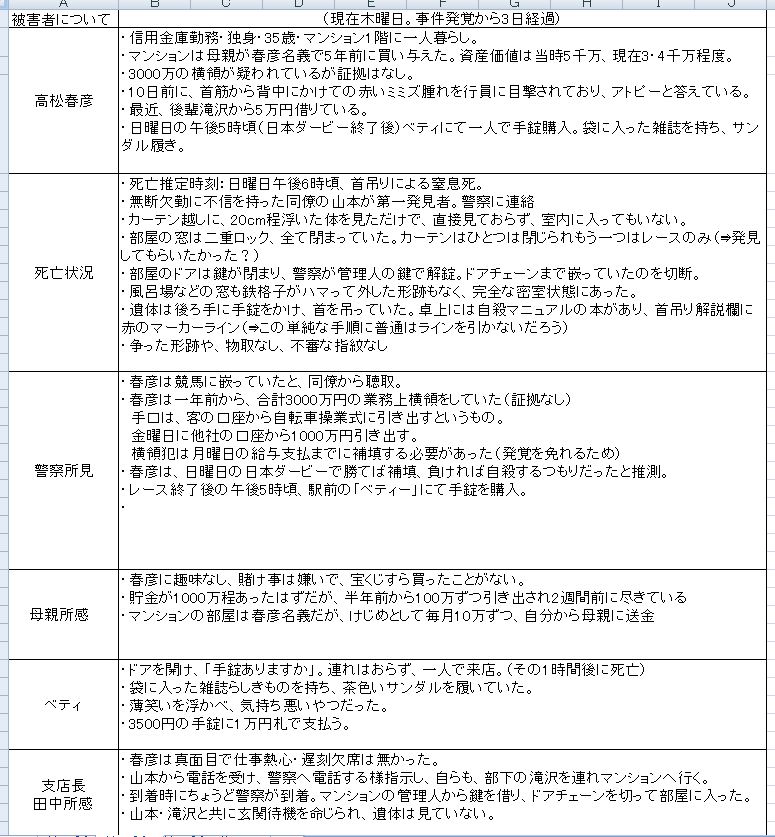 A B C D E F G H I J
被害者について （現在木曜日。事件発覚から3日経過）
高松春彦
・信用金庫勤務・独身・35歳・マンション1階に一人暮らし。
・マンションは母親が春彦名義で5年前に買い与えた。資産価値は当時5千万、現在3・4千万程度。
・3000万の横領が疑われているが証拠はなし。
・10日前に、首筋から背中にかけての赤いミミズ腫れを行員に目撃されており、アトピーと答えている。
・最近、後輩滝沢から5万円借りている。
・日曜日の午後5時頃（日本ダービー終了後）ベティにて一人で手錠購入。袋に入った雑誌を持ち、サン
ダル履き。
死亡状況
・死亡推定時刻：日曜日午後6時頃、首吊りによる窒息死。
・無断欠勤に不信を持った同僚の山本が第一発見者。警察に連絡
・カーテン越しに、20cm程浮いた体を見ただけで、直接見ておらず、室内に入ってもいない。
・部屋の窓は二重ロック、全て閉まっていた。カーテンはひとつは閉じられもう一つはレースのみ（⇒発見
してもらいたかった？）
・部屋のドアは鍵が閉まり、警察が管理人の鍵で解錠。ドアチェーンまで嵌っていたのを切断。
・風呂場などの窓も鉄格子がハマって外した形跡もなく、完全な密室状態にあった。
・遺体は後ろ手に手錠をかけ、首を吊っていた。卓上には自殺マニュアルの本があり、首吊り解説欄に
赤のマーカーライン（⇒この単純な手順に普通はラインを引かないだろう）
・争った形跡や、物取なし、不審な指紋なし
警察所見
・春彦は競馬に嵌っていたと、同僚から聴取。
・春彦は一年前から、合計3000万円の業務上横領をしていた（証拠なし）
手口は、客の口座から自転車操業式に引き出すというもの。
金曜日に他社の口座から1000万円引き出す。
横領犯は月曜日の給与支払までに補填する必要があった（発覚を免れるため）
・春彦は、日曜日の日本ダービーで勝てば補填、負ければ自殺するつもりだったと推測。
・レース終了後の午後5時頃、駅前の「ベティー」にて手錠を購入。
・
母親所感
・春彦に趣味なし、賭け事は嫌いで、宝くじすら買ったことがない。
・貯金が1000万程あったはずだが、半年前から100万ずつ引き出され2週間前に尽きている
・マンションの部屋は春彦名義だが、けじめとして毎月10万ずつ、自分から母親に送金
ベティ
・ドアを開け、「手錠ありますか」。連れはおらず、一人で来店。（その1時間後に死亡）
・袋に入った雑誌らしきものを持ち、茶色いサンダルを履いていた。
・薄笑いを浮かべ、気持ち悪いやつだった。
・3500円の手錠に1万円札で支払う。
支店長
田中所感
・春彦は真面目で仕事熱心・遅刻欠席は無かった。
・山本から電話を受け、警察へ電話する様指示し、自らも、部下の滝沢を連れマンションへ行く。
・到着時にちょうど警察が到着。マンションの管理人から鍵を借り、ドアチェーンを切って部屋に入った。
・山本・滝沢と共に玄関待機を命じられ、遺体は見ていない。